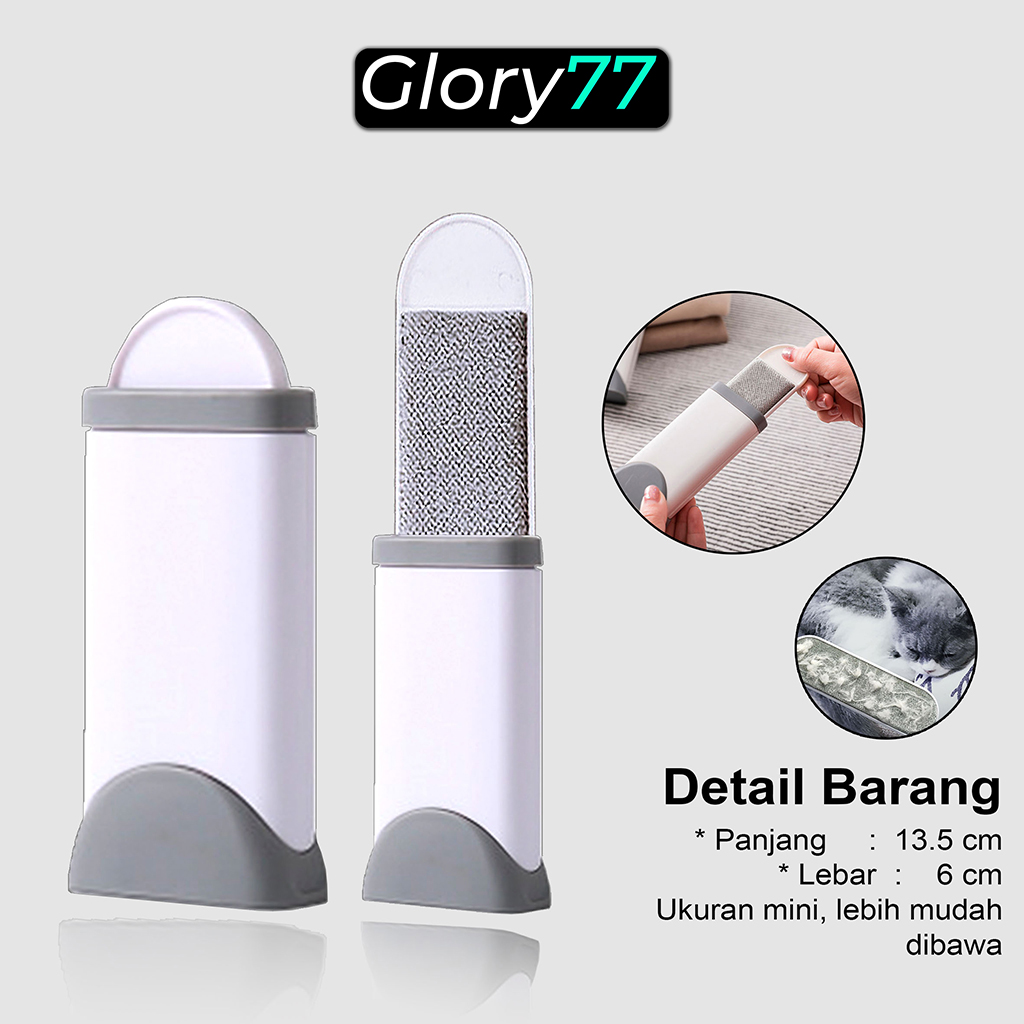 Glory77
Detail Barang
* Panjang : 13.5 cm
* Lebar : 6 cm
Ukuran mini, lebih mudah
dibawa